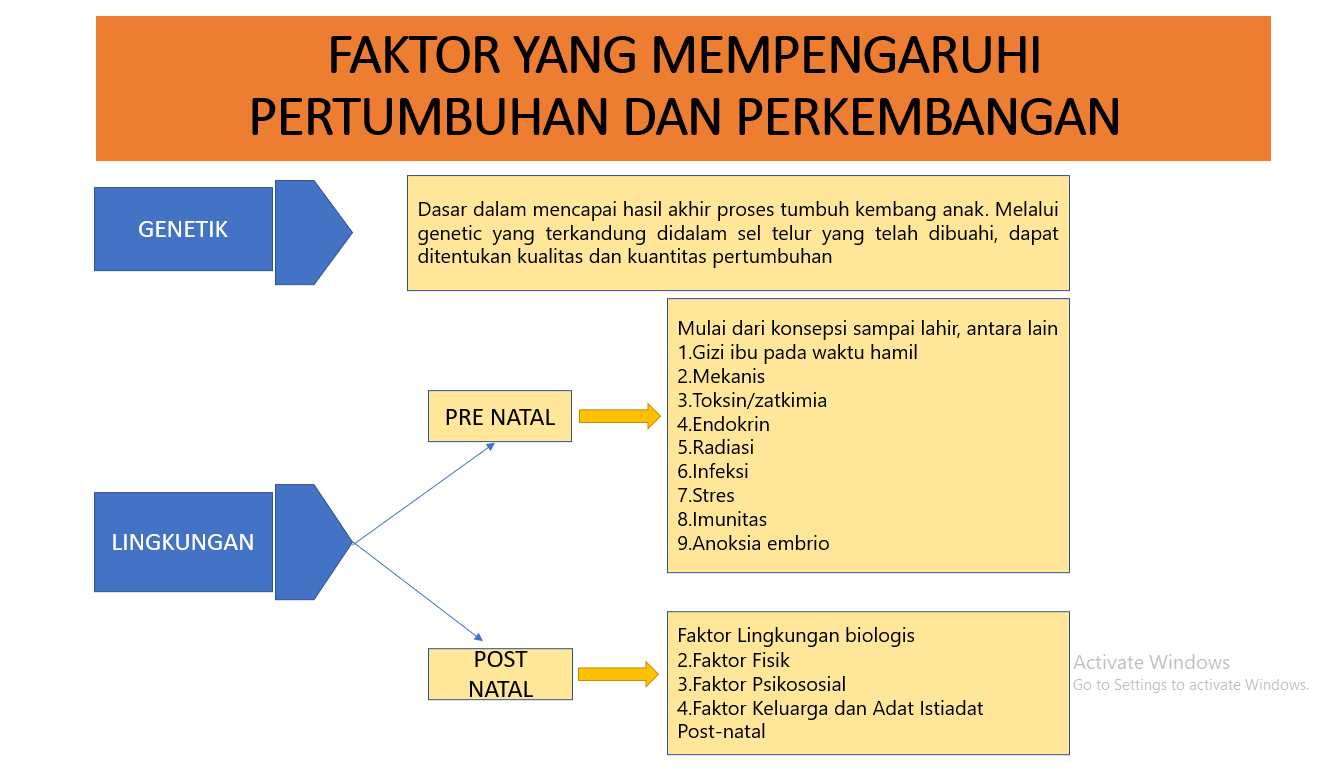 FAKTOR YANG MEMPENGARUHI
PERTUMBUHAN DAN PERKEMBANGAN
GENETIK
Dasar dalam mencapai hasil akhir proses tumbuh kembang anak. Melalui
genetic yang terkandung didalam sel telur yang telah dibuahi, dapat
ditentukan kualitas dan kuantitas pertumbuhan
LINGKUNGAN
PRE NATAL
Mulai dari konsepsi sampai lahir, antara lain
1.Gizi ibu pada waktu hamil
2.Mekanis
3.Toksin/zatkimia
4.Endokrin
5.Radiasi
6.Infeksi
7.Stres
8.Imunitas
9.Anoksia embrio
POST
NATAL
Faktor Lingkungan biologis
2.Faktor Fisik
3.Faktor Psikososial
4.Faktor Keluarga dan Adat Istiadat
Post-natal
Activate Windows
Go to Settings to activate Windows.